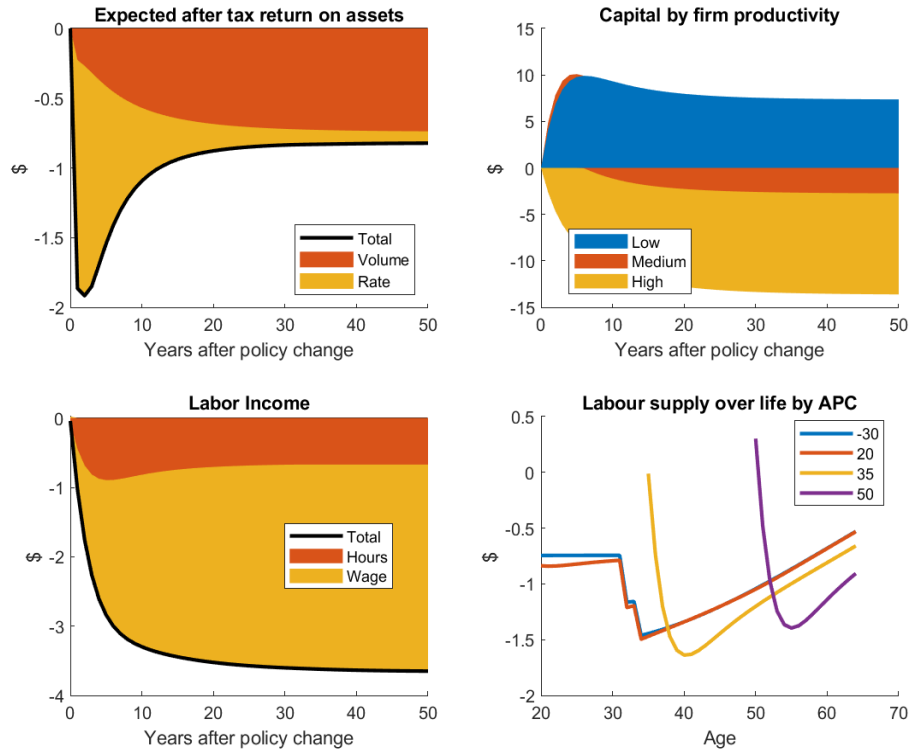 Expected after tax return on assets
0
-0.5
-1
-1.5
-2
$
Total
Volume
Rate
0 10 20 30 40 50
Years after policy change
Capital by firm productivity
15
10
5
0
-5
-10
-15
$
Low
Medium
High
0 10 20 30 40 50
Years after policy change
Labor Income
0
-1
-2
-3
-4
$
Total
Hours
Wage
0 10 20 30 40 50
Years after policy change
Labour supply over life by APC
0.5
0
-0.5
-1
-1.5
-2
$
-30
20
35
50
20 30 40 50 60 70
Age